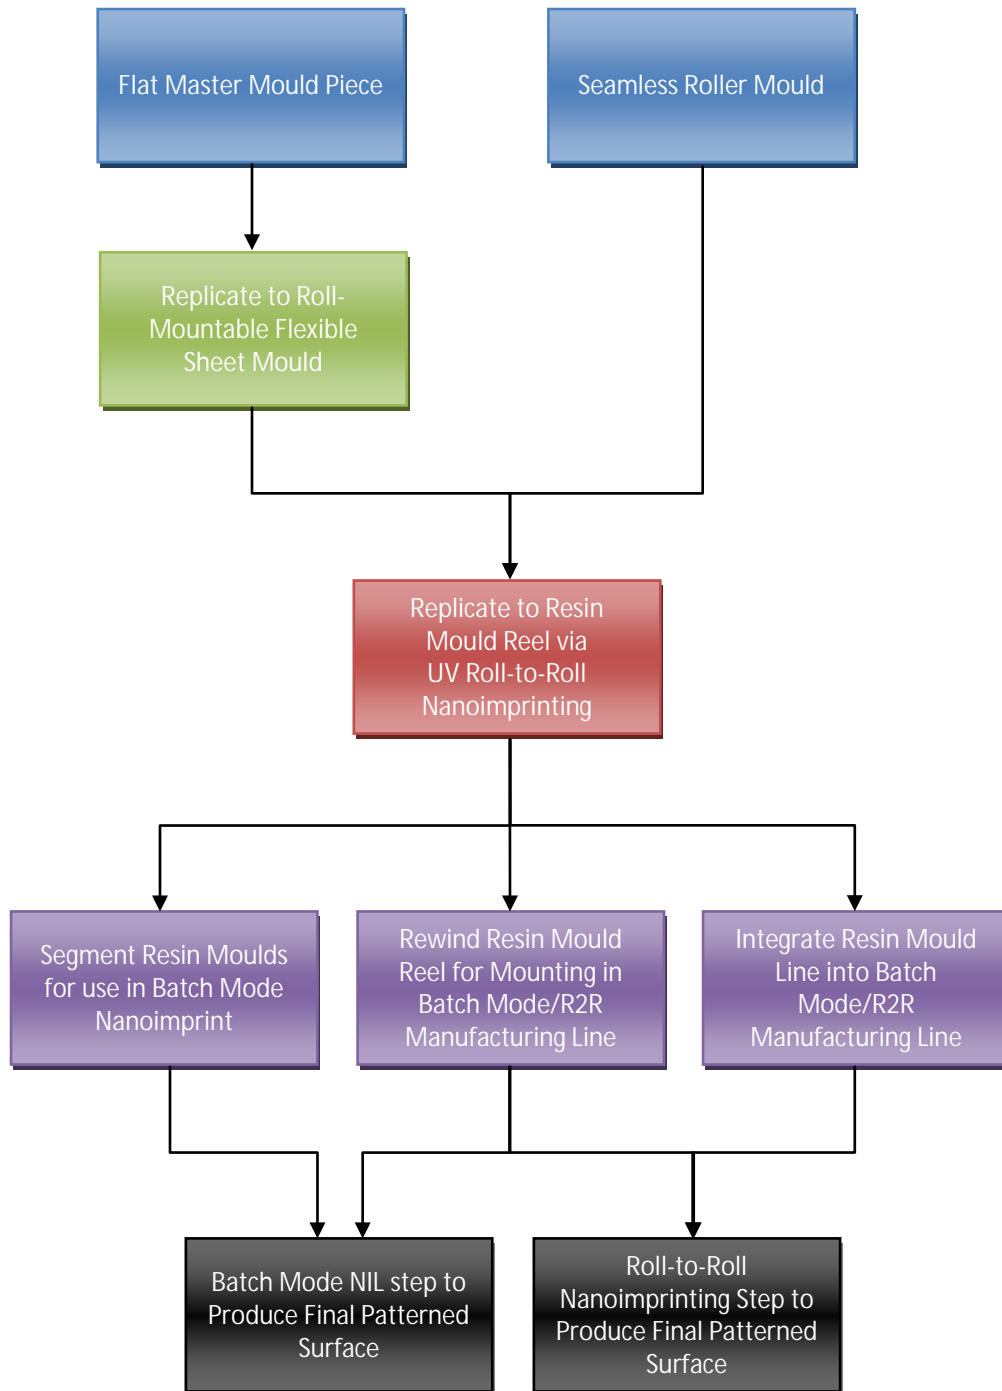 Flat Master Mould Piece
Seamless Roller Mould
Replicate to Roll-
Mountable Flexible
Sheet Mould
Replicate to Resin
Mould Reel via
UV Roll-to-Roll
Nanoimprinting
Segment Resin Moulds
for use in Batch Mode
Nanoimprint
Rewind Resin Mould
Reel for Mounting in
Batch Mode/R2R
Manufacturing Line
Integrate Resin Mould
Line into Batch
Mode/R2R
Manufacturing Line
Batch Mode NIL step to
Produce Final Patterned
Surface
Roll-to-Roll
Nanoimprinting Step to
Produce Final Patterned
Surface